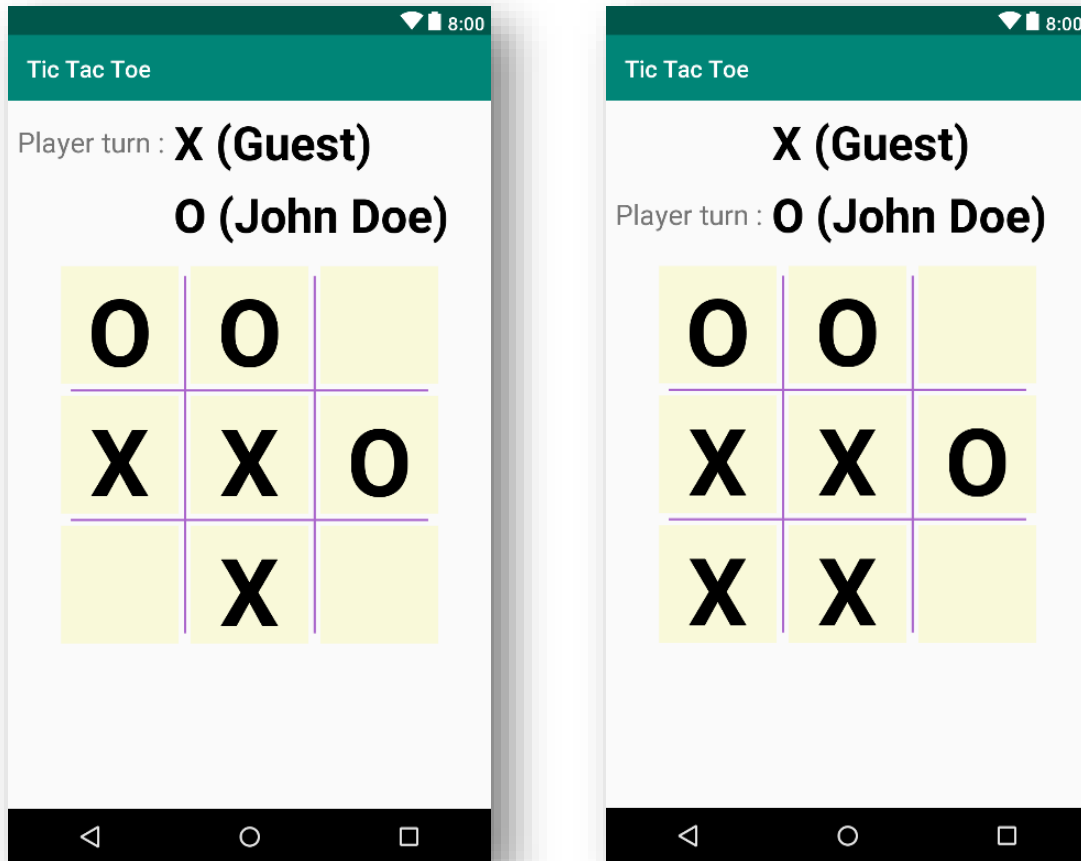 8:00
Tic Tac Toe
Player turn : X (Guest)
O (John Doe)
O O
X X O
X
8:00
Tic Tac Toe
X (Guest)
Player turn : O (John Doe)
O O
X X O
X X